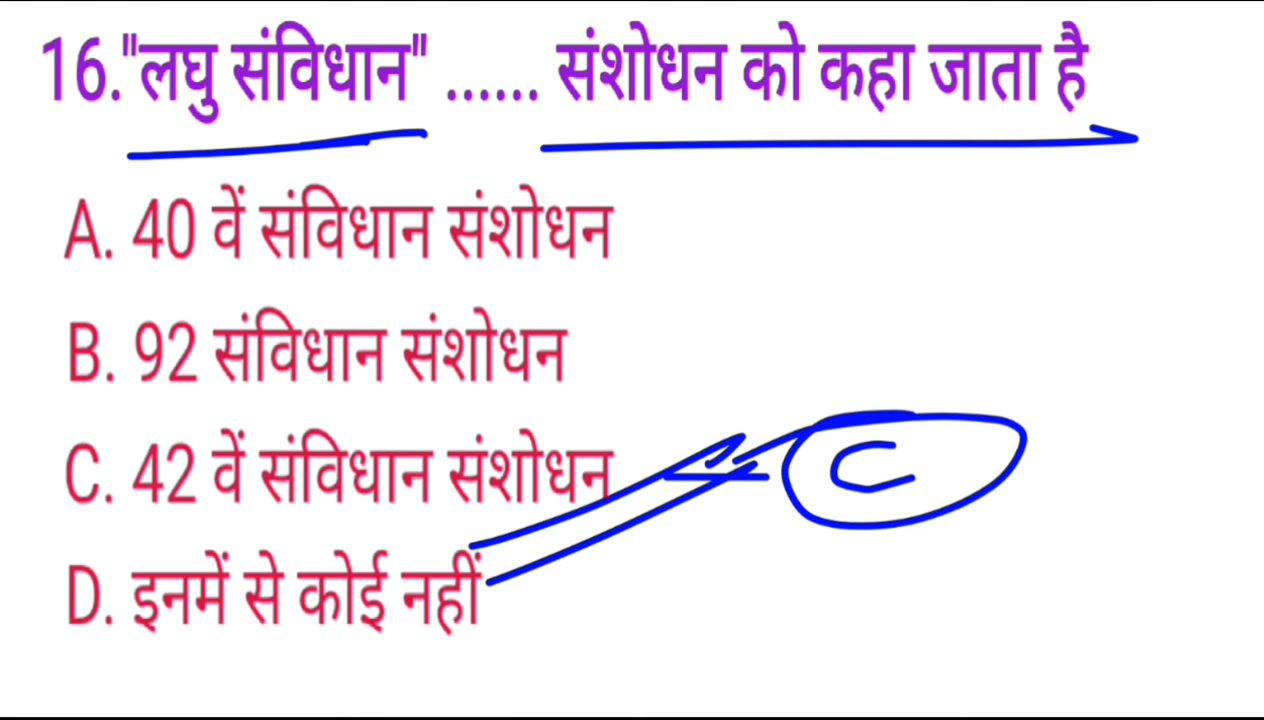 16."लघु संविधान" ...... संशोधन को कहा जाता है
A. 40 वें संविधान संशोधन
B. 92 संविधान संशोधन
C. 42 वें संविधान संशोधन
C
D. इनमें से कोई नहीं